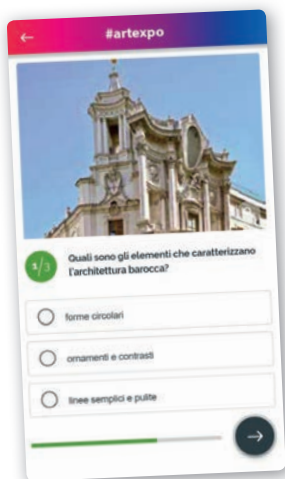 #artexpo
1/3
Quali sono gli elementi che caratterizzano
l'architettura barocca?
forme circolari
ornamenti e contrasti
linee semplici e pulite